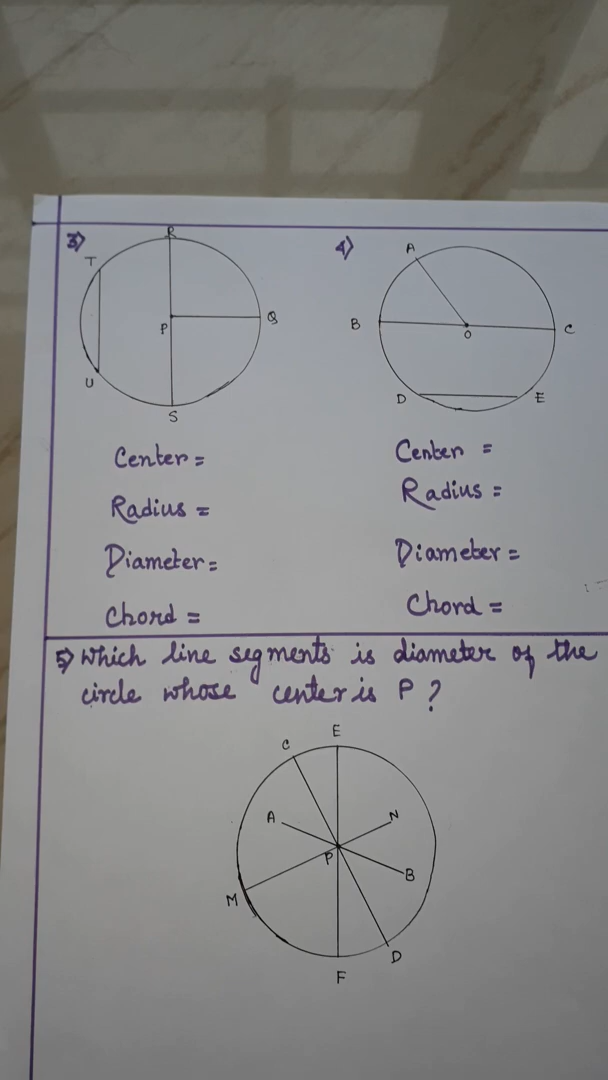 3)
R
T
P
Q
U
S
Center =
Radius =
Diameter =
Chord =
4)
A
B
O
C
D
E
Center =
Radius =
Diameter =
Chord =
5) Which line segments is diameter of the
circle whose center is P ?
E
C
A
N
P
B
M
D
F